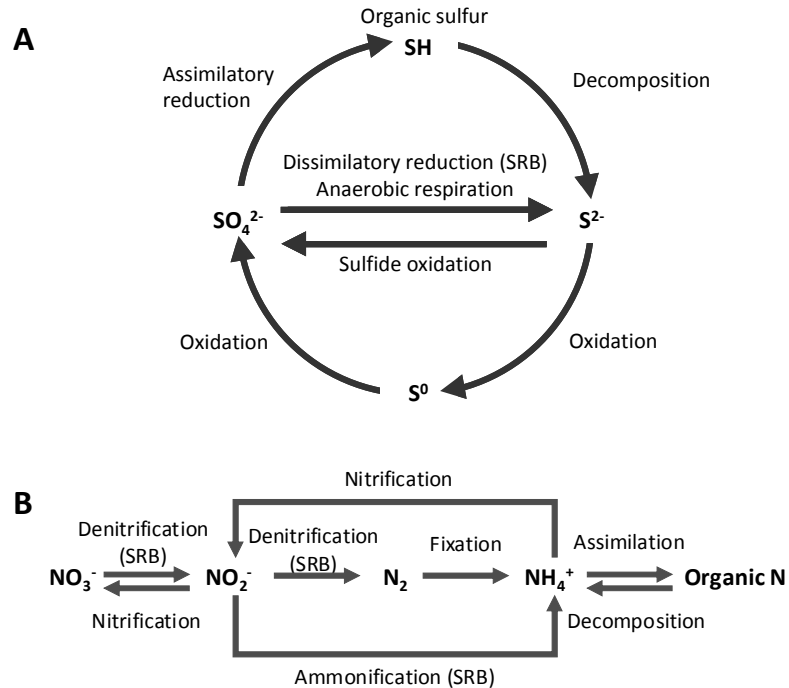 A
Organic sulfur
SH
Assimilatory
reduction
Decomposition
Dissimilatory reduction (SRB)
Anaerobic respiration
SO₄²⁻
S²⁻
Sulfide oxidation
Oxidation
Oxidation
S⁰
B
Nitrification
Denitrification
(SRB)
Denitrification
(SRB)
Fixation
Assimilation
NO₃⁻
NO₂⁻
N₂
NH₄⁺
Organic N
Nitrification
Decomposition
Ammonification (SRB)